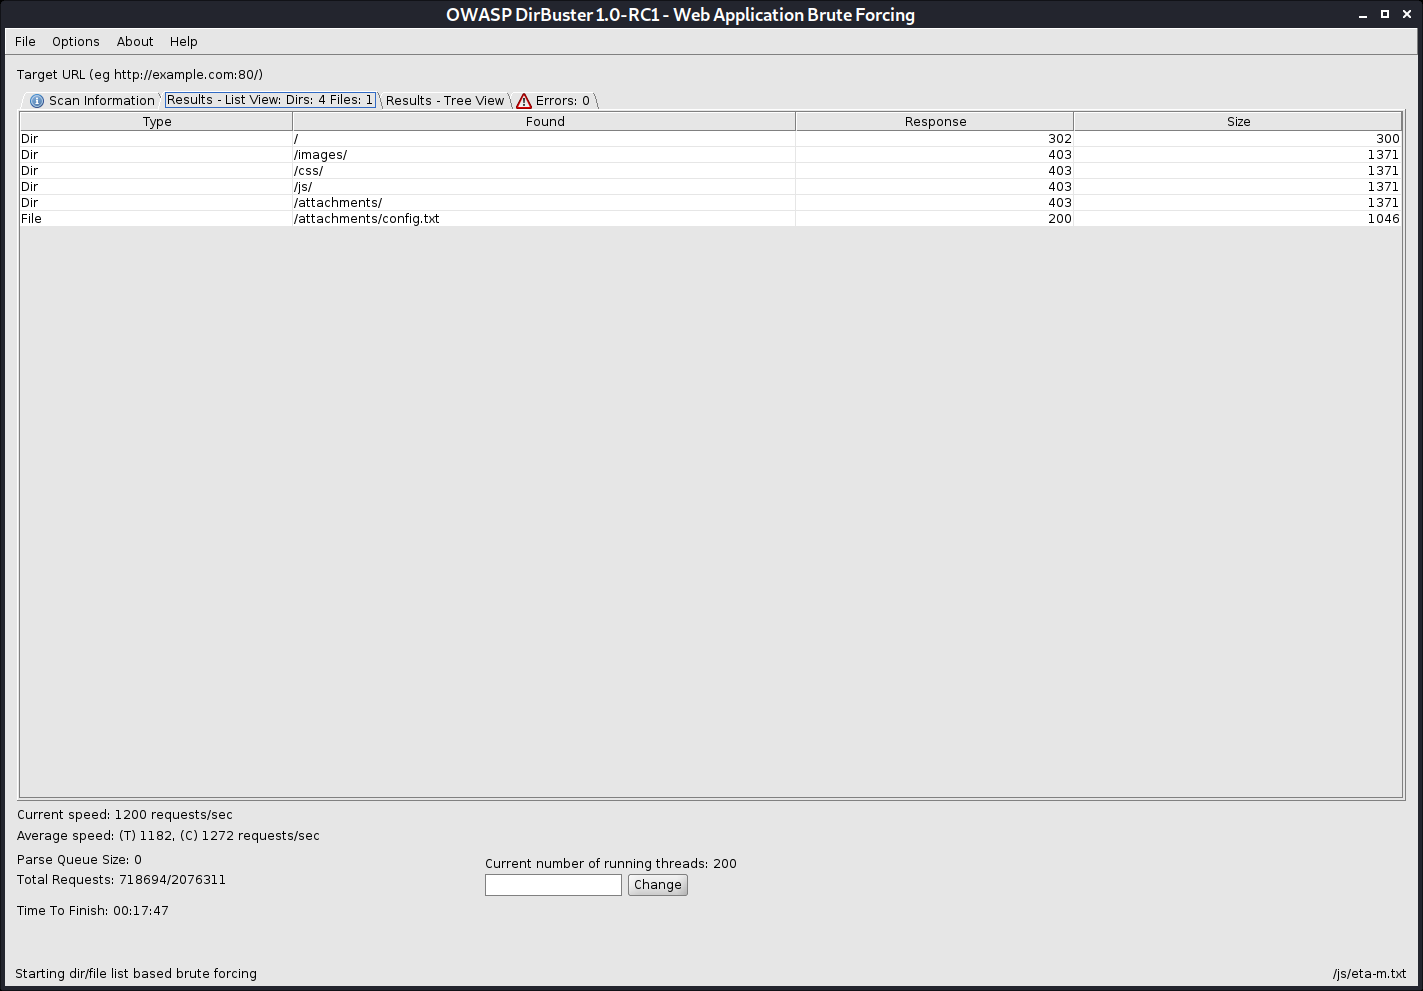 OWASP DirBuster 1.0-RC1 - Web Application Brute Forcing
File Options About Help
Target URL (eg http://example.com:80/)
Scan Information Results - List View: Dirs: 4 Files: 1 Results - Tree View Errors: 0
Type Found Response Size
Dir / 302 300
Dir /images/ 403 1371
Dir /css/ 403 1371
Dir /js/ 403 1371
Dir /attachments/ 403 1371
File /attachments/config.txt 200 1046
Current speed: 1200 requests/sec
Average speed: (T) 1182, (C) 1272 requests/sec
Parse Queue Size: 0
Current number of running threads: 200
Total Requests: 718694/2076311
Change
Time To Finish: 00:17:47
Starting dir/file list based brute forcing /js/eta-m.txt